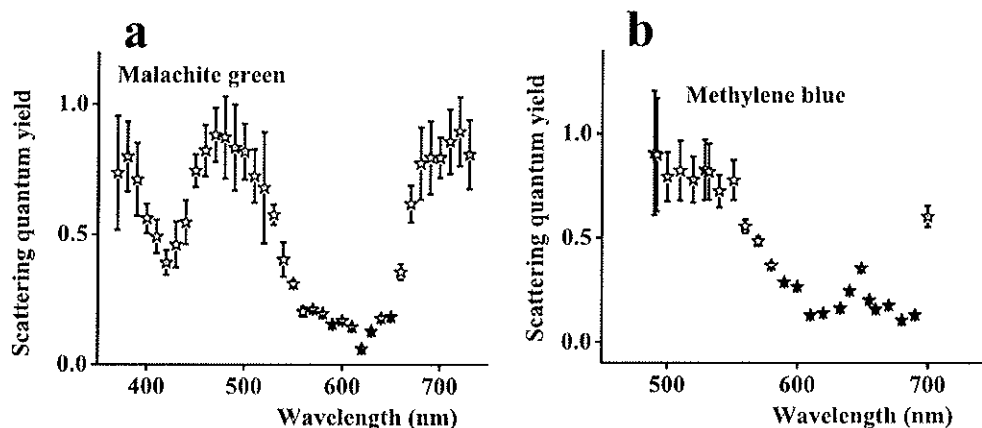 a
Malachite green
Scattering quantum yield
1.0
0.5
0.0
400
500
600
700
Wavelength (nm)
b
Methylene blue
Scattering quantum yield
1.0
0.5
0.0
500
600
700
Wavelength (nm)